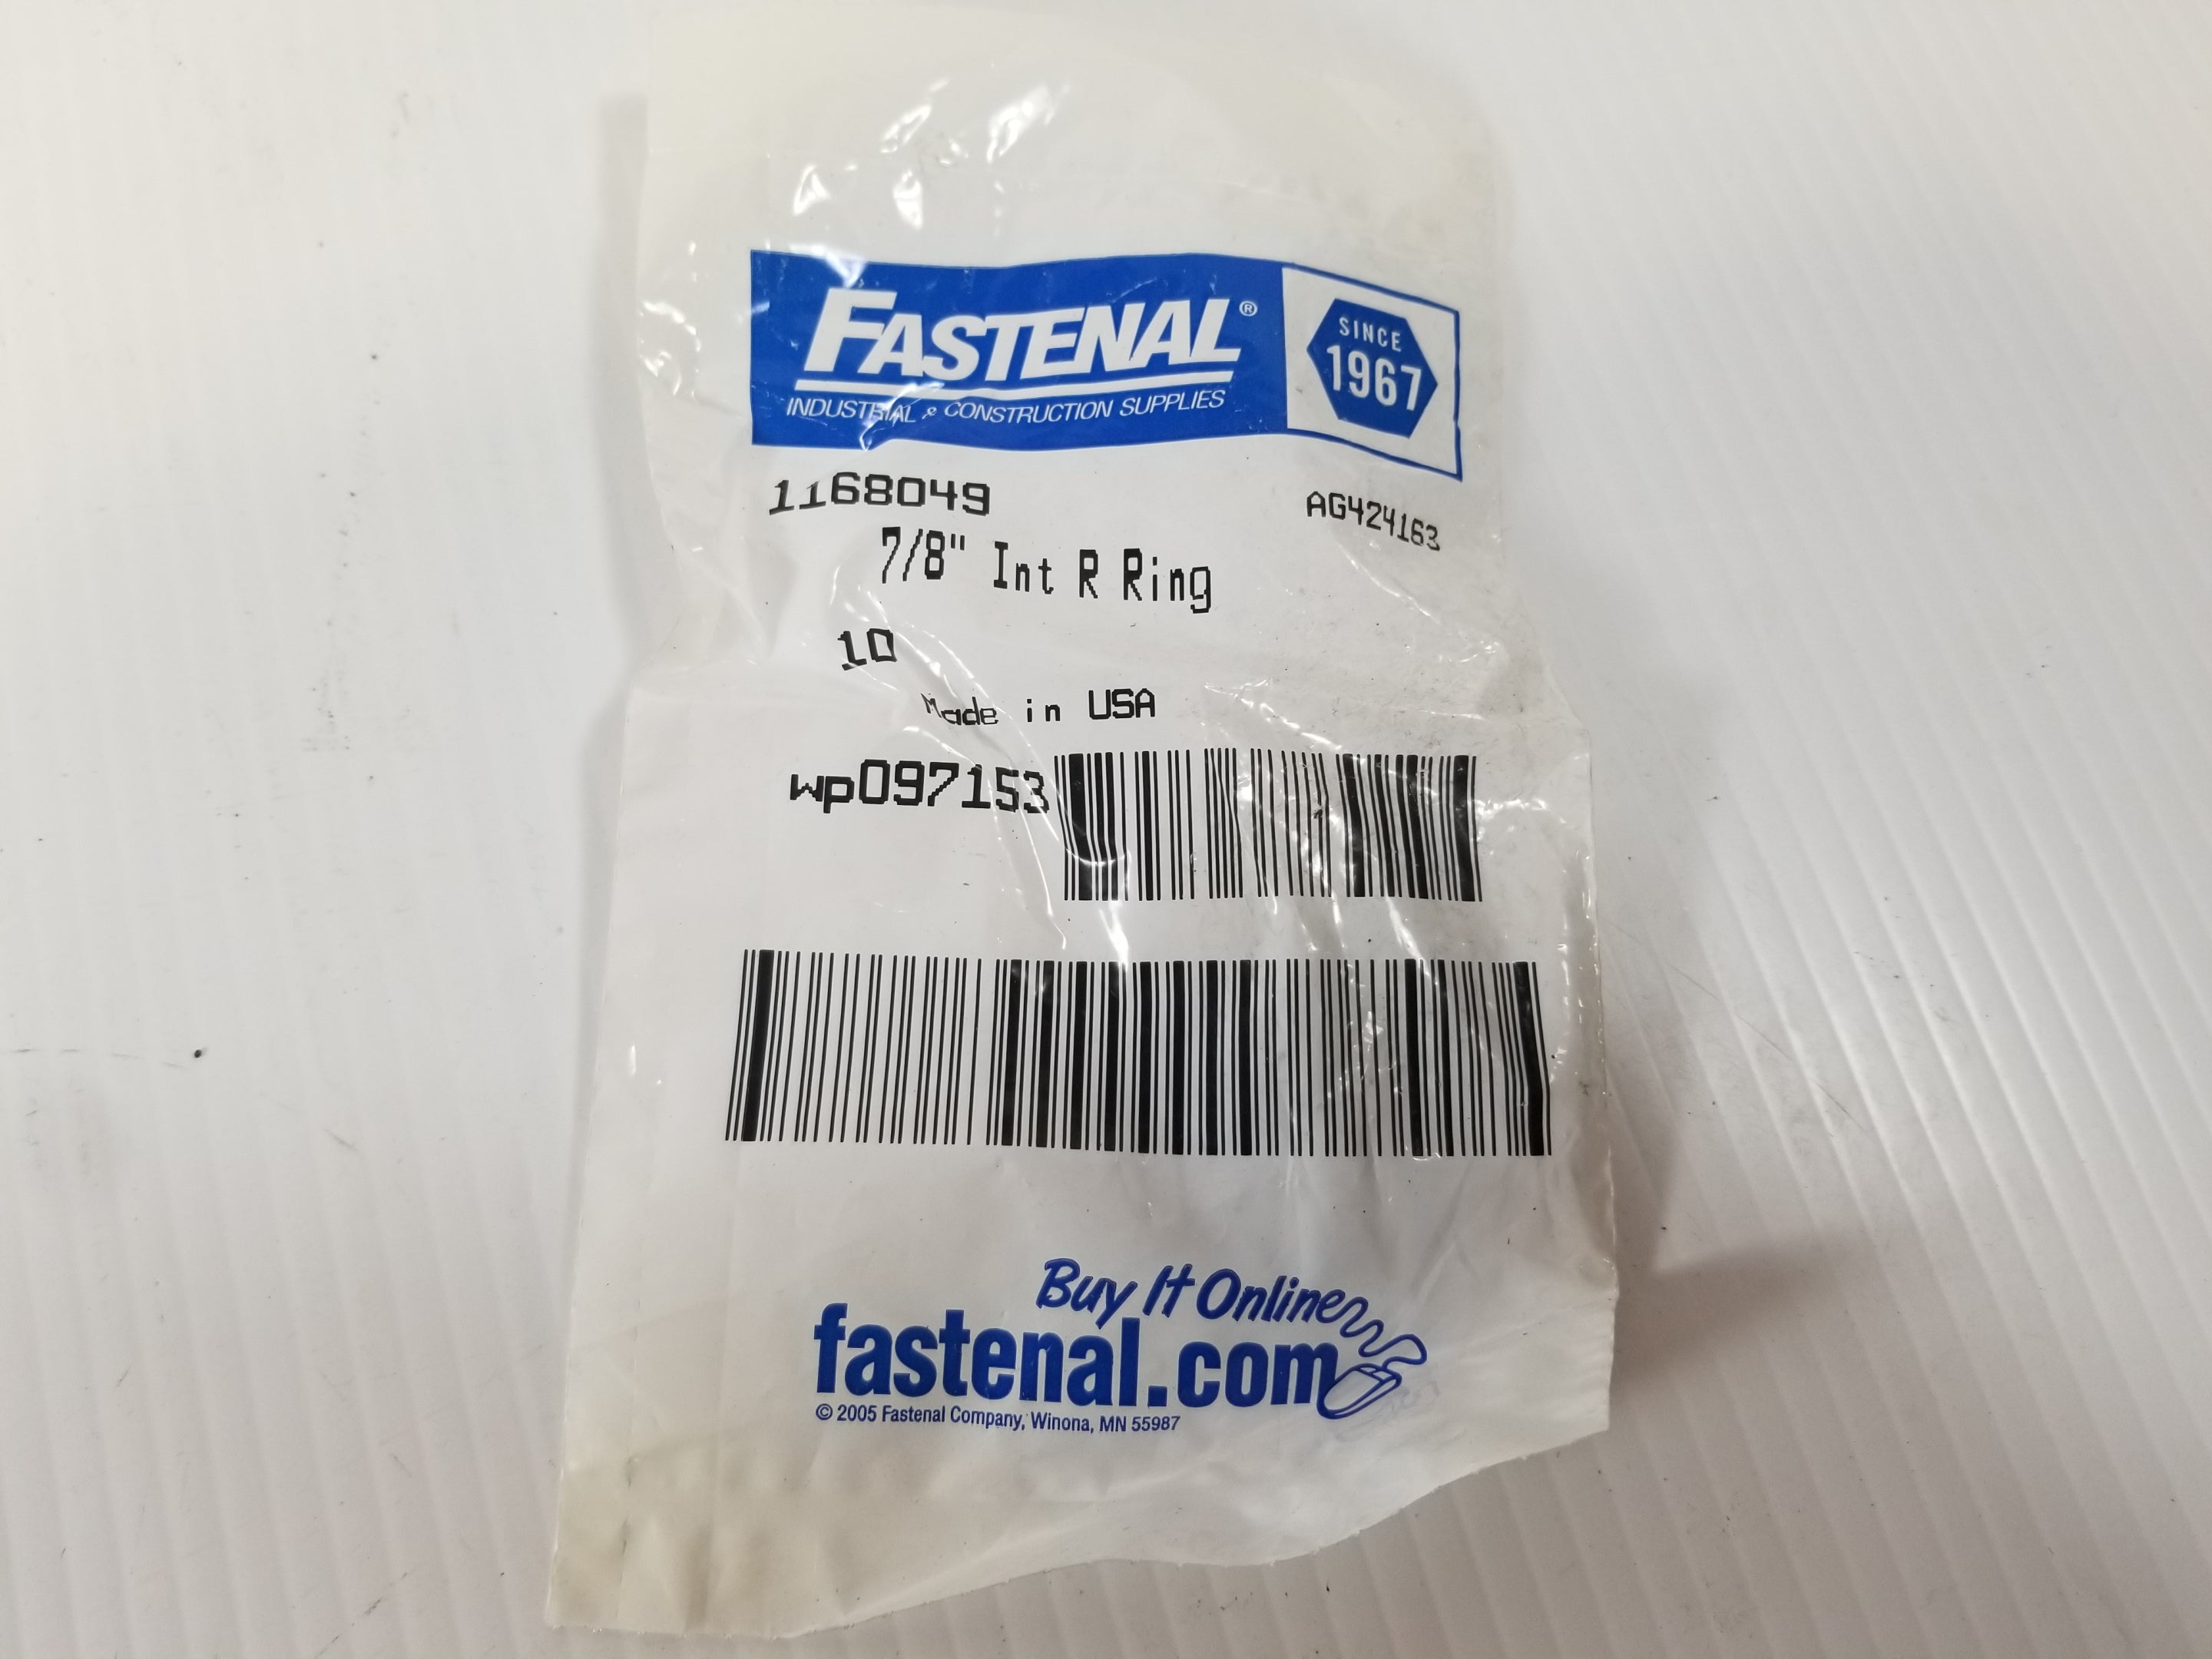 FASTENAL®
INDUSTRIAL & CONSTRUCTION SUPPLIES
SINCE
1967
1168049
AG424163
7/8" Int R Ring
10
Made in USA
wp097153
Buy It Online
fastenal.com
© 2005 Fastenal Company, Winona, MN 55987